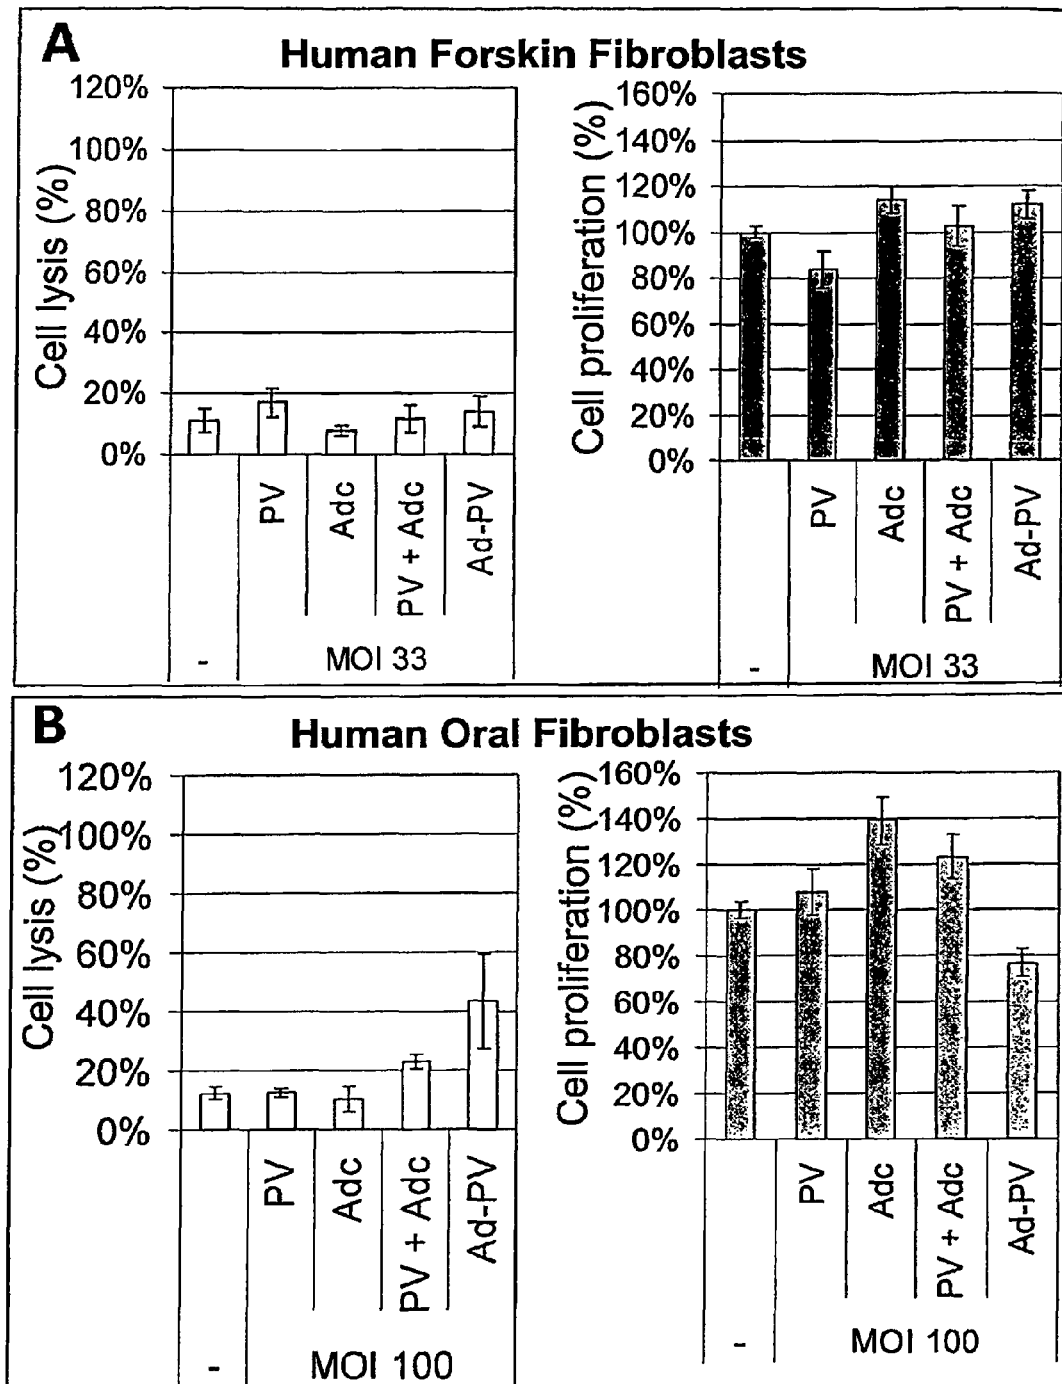 A
Human Forskin Fibroblasts
Cell lysis (%)
120%
100%
80%
60%
40%
20%
0%
PV
Adc
PV + Adc
Ad-PV
-
MOI 33
Cell proliferation (%)
160%
140%
120%
100%
80%
60%
40%
20%
0%
PV
Adc
PV + Adc
Ad-PV
-
MOI 33
B
Human Oral Fibroblasts
Cell lysis (%)
120%
100%
80%
60%
40%
20%
0%
PV
Adc
PV + Adc
Ad-PV
-
MOI 100
Cell proliferation (%)
160%
140%
120%
100%
80%
60%
40%
20%
0%
PV
Adc
PV + Adc
Ad-PV
-
MOI 100